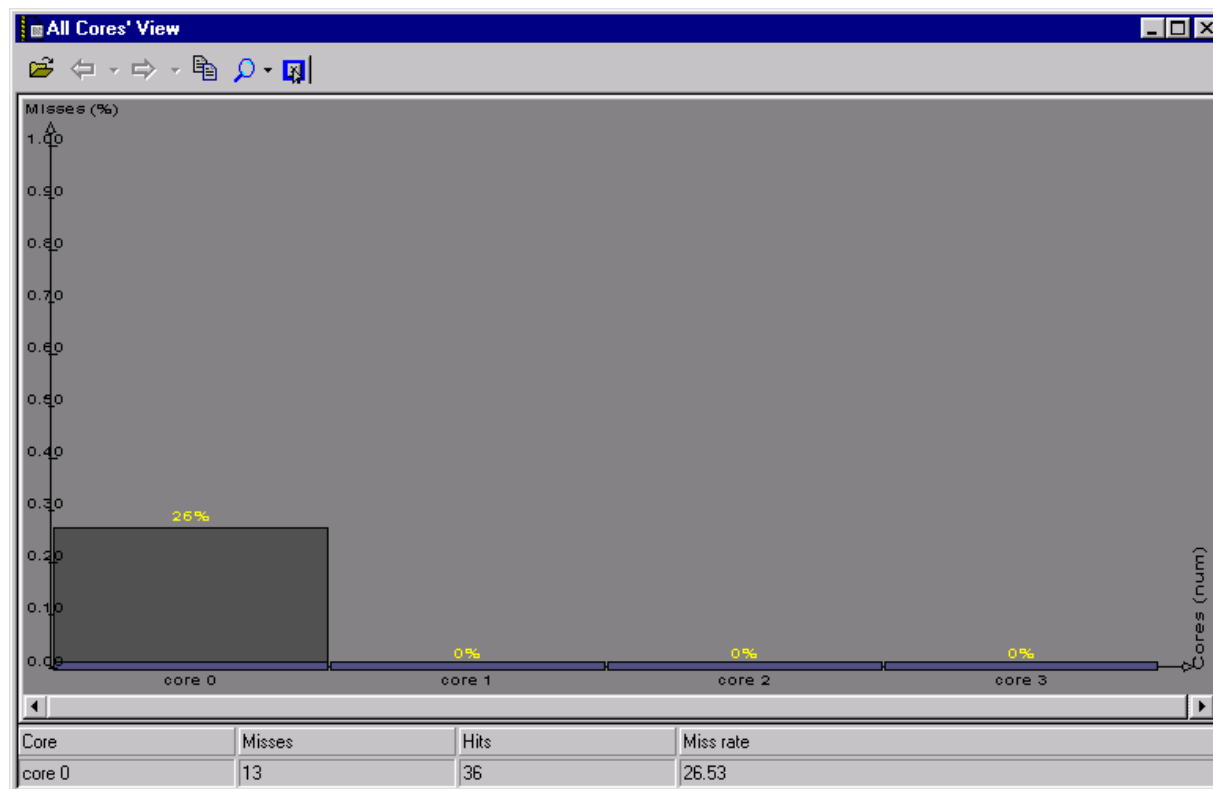 All Cores' View
Misses (%)
1.00
0.90
0.80
0.70
0.60
0.50
0.40
0.30
26%
0.20
0.10
0.00
0%
0%
0%
core 0
core 1
core 2
core 3
Cores (num)
Core Misses Hits Miss rate
core 0 13 36 26.53